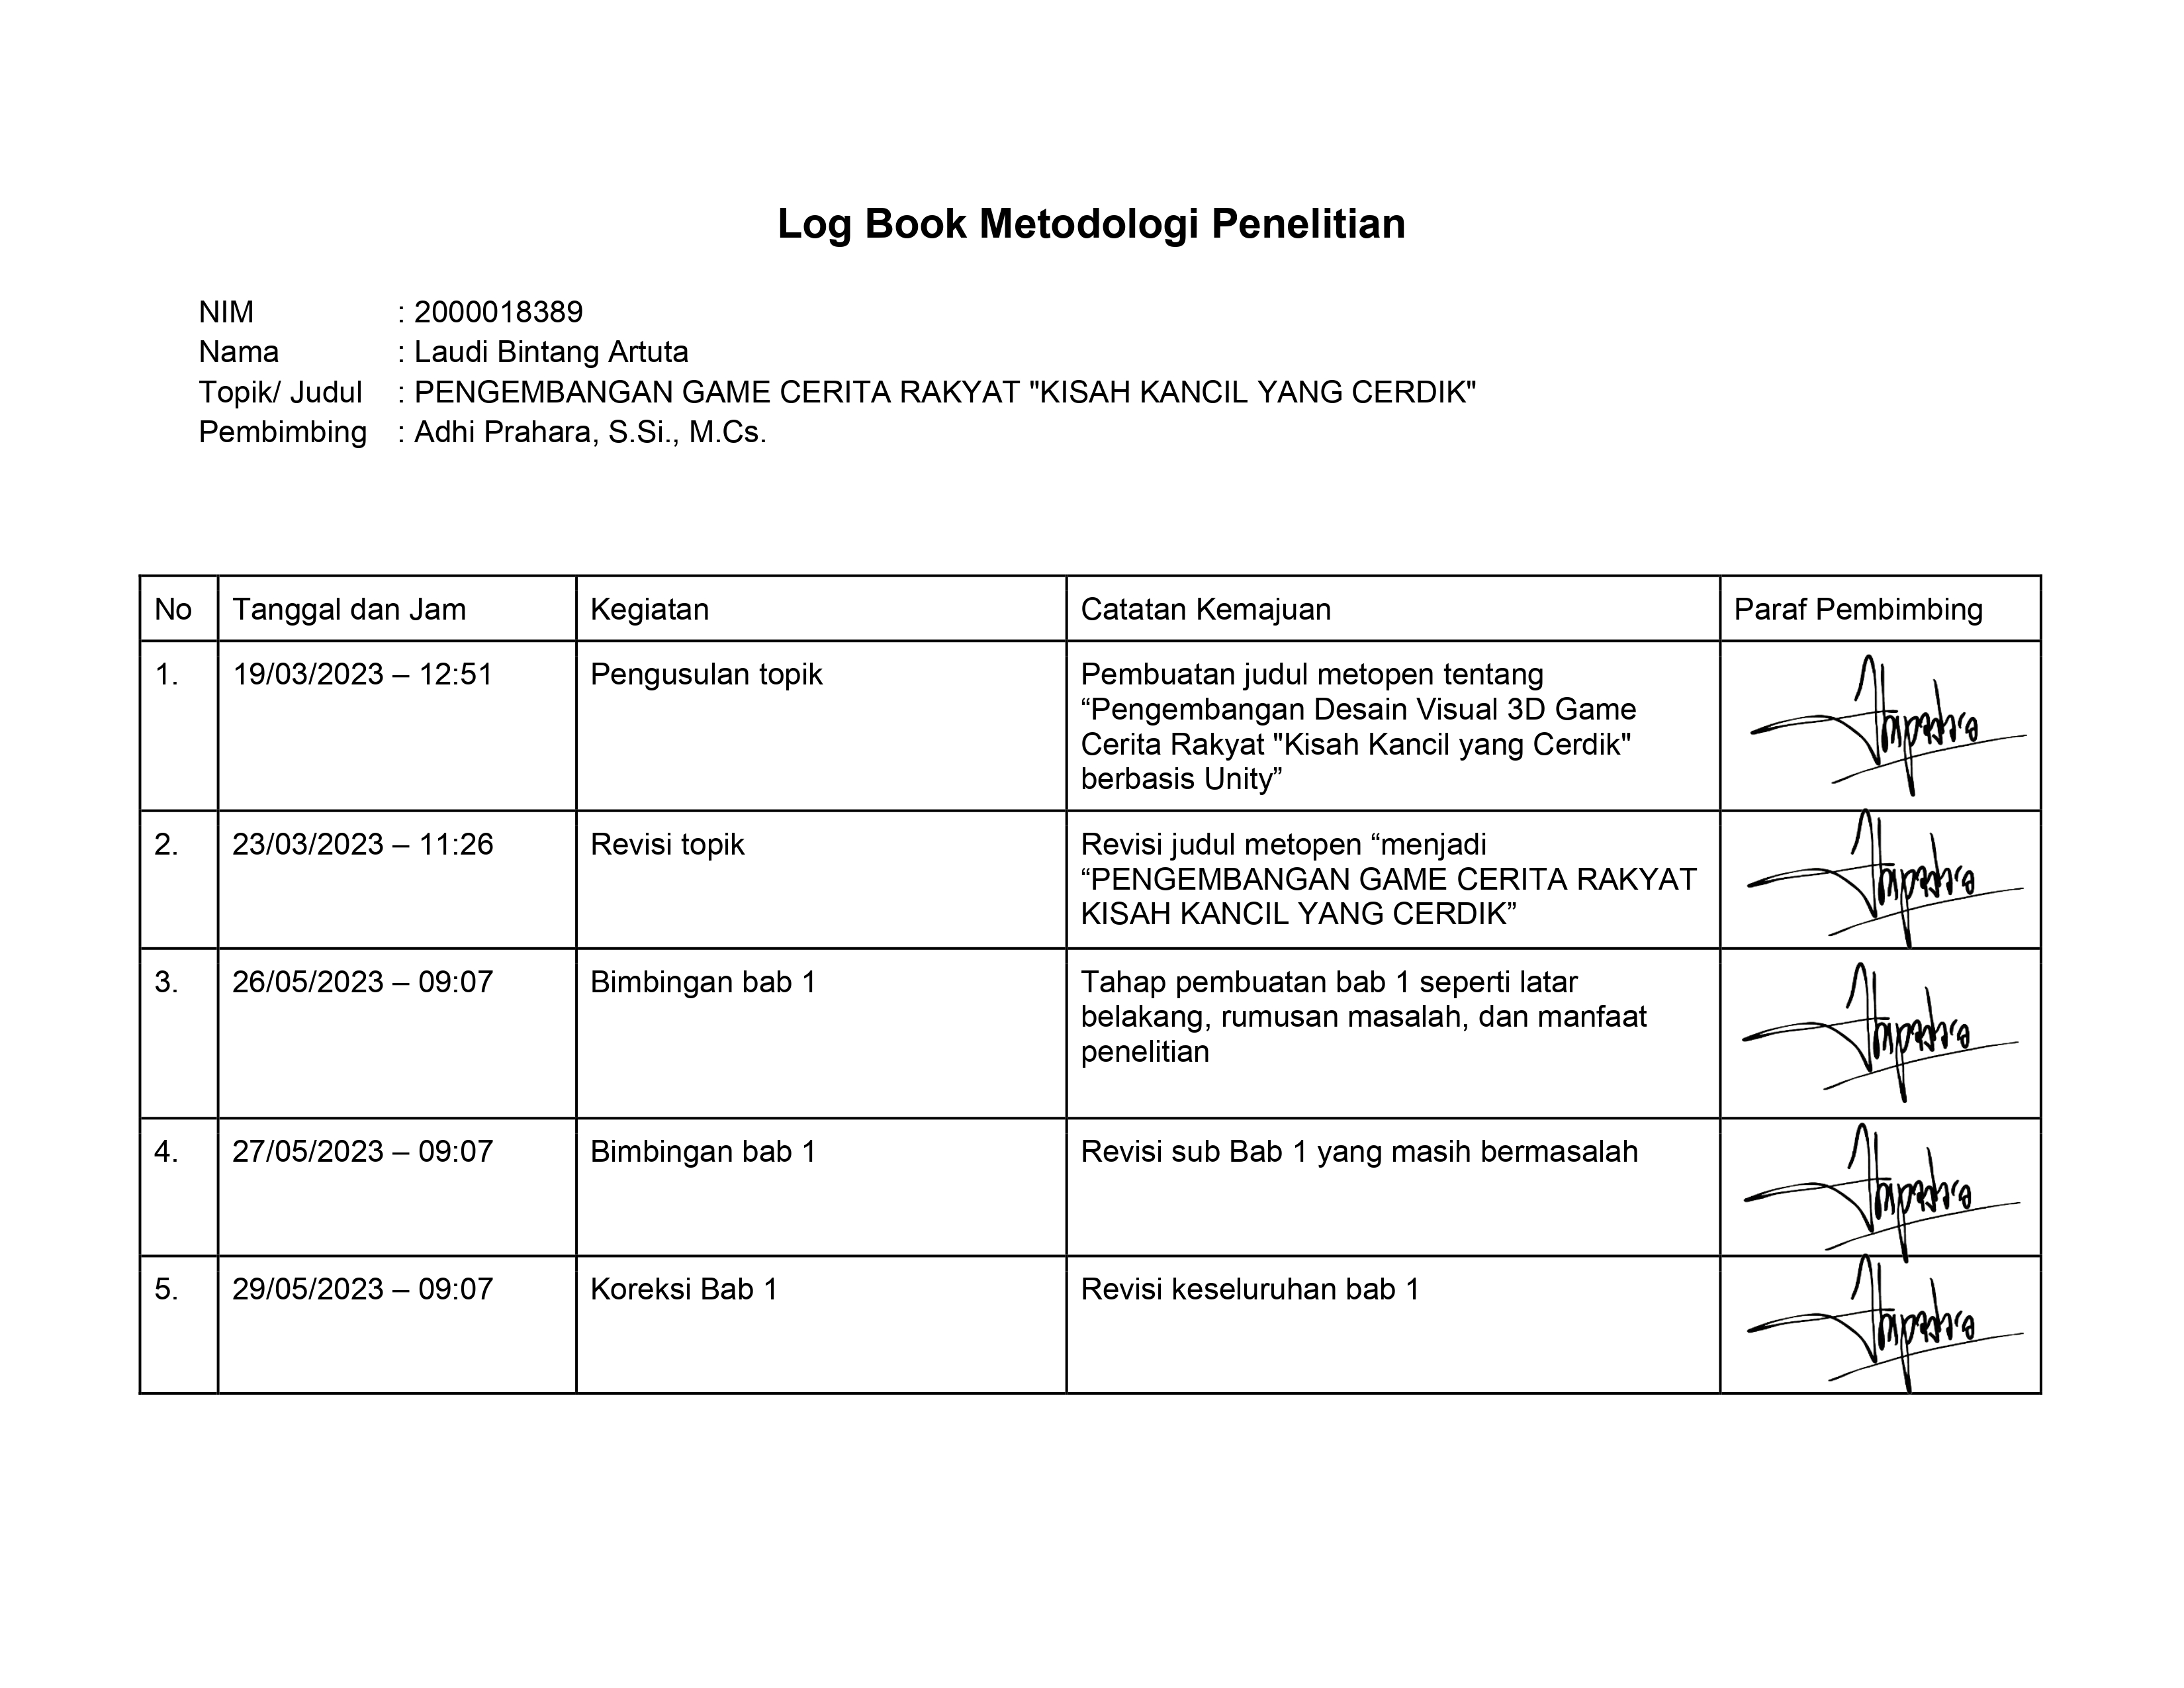 Log Book Metodologi Penelitian
NIM : 2000018389
Nama : Laudi Bintang Artuta
Topik/ Judul : PENGEMBANGAN GAME CERITA RAKYAT "KISAH KANCIL YANG CERDIK"
Pembimbing : Adhi Prahara, S.Si., M.Cs.
No Tanggal dan Jam Kegiatan Catatan Kemajuan Paraf Pembimbing
1. 19/03/2023 – 12:51 Pengusulan topik Pembuatan judul metopen tentang
“Pengembangan Desain Visual 3D Game
Cerita Rakyat "Kisah Kancil yang Cerdik"
berbasis Unity”
2. 23/03/2023 – 11:26 Revisi topik Revisi judul metopen “menjadi
“PENGEMBANGAN GAME CERITA RAKYAT
KISAH KANCIL YANG CERDIK”
3. 26/05/2023 – 09:07 Bimbingan bab 1 Tahap pembuatan bab 1 seperti latar
belakang, rumusan masalah, dan manfaat
penelitian
4. 27/05/2023 – 09:07 Bimbingan bab 1 Revisi sub Bab 1 yang masih bermasalah
5. 29/05/2023 – 09:07 Koreksi Bab 1 Revisi keseluruhan bab 1